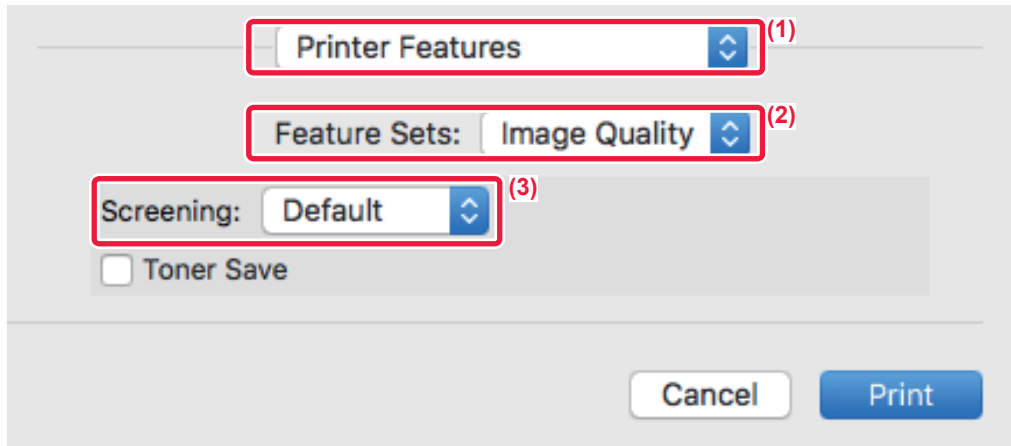 Printer Features (1)
Feature Sets: Image Quality (2)
Screening: Default (3)
Toner Save
Cancel Print